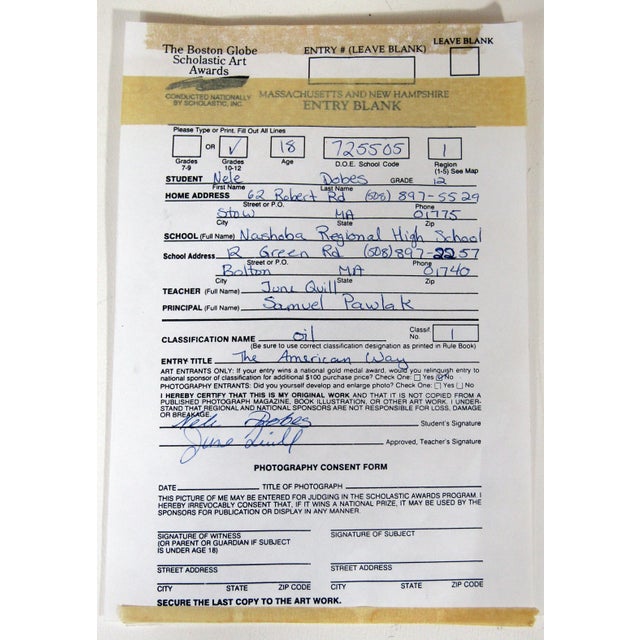 The Boston Globe
Scholastic Art
Awards
CONDUCTED NATIONALLY
BY SCHOLASTIC, INC.
ENTRY # (LEAVE BLANK)
LEAVE BLANK
MASSACHUSETTS AND NEW HAMPSHIRE
ENTRY BLANK
Please Type or Print. Fill Out All Lines
OR ✓ 18 725505 1
Grades 7-9 Grades 10-12 Age D.O.E. School Code Region (1-5) See Map
STUDENT Nele Dobes GRADE 12
First Name Last Name
HOME ADDRESS 62 Robert Rd (508) 897-5529
Street or P.O. Phone
Stow MA 01775
City State Zip
SCHOOL (Full Name) Nashoba Regional High School
School Address 12 Green Rd (508) 897-2257
Street or P.O. Phone
Bolton MA 01740
City State Zip
TEACHER (Full Name) June Quill
PRINCIPAL (Full Name) Samuel Pawlak
CLASSIFICATION NAME oil Classif. No. 1
(Be sure to use correct classification designation as printed in Rule Book)
ENTRY TITLE The American Way
ART ENTRANTS ONLY: If your entry wins a national gold medal award, would you relinquish entry to
national sponsor of classification for additional $100 purchase price? Check One: Yes No
PHOTOGRAPHY ENTRANTS: Did you yourself develop and enlarge photo? Check One: Yes No
I HEREBY CERTIFY THAT THIS IS MY ORIGINAL WORK AND THAT IT IS NOT COPIED FROM A
PUBLISHED PHOTOGRAPH MAGAZINE, BOOK ILLUSTRATION, OR OTHER ART WORK. I UNDER-
STAND THAT REGIONAL AND NATIONAL SPONSORS ARE NOT RESPONSIBLE FOR LOSS, DAMAGE
OR BREAKAGE.
Nele Dobes Student's Signature
June Quill Approved, Teacher's Signature
PHOTOGRAPHY CONSENT FORM
DATE TITLE OF PHOTOGRAPH
THIS PICTURE OF ME MAY BE ENTERED FOR JUDGING IN THE SCHOLASTIC AWARDS PROGRAM. I
HEREBY IRREVOCABLY CONSENT THAT, IF IT WINS A NATIONAL PRIZE, IT MAY BE USED BY THE
SPONSORS FOR PUBLICATION OR DISPLAY IN ANY MANNER.
SIGNATURE OF WITNESS SIGNATURE OF SUBJECT
(OR PARENT OR GUARDIAN IF SUBJECT
IS UNDER AGE 18)
STREET ADDRESS STREET ADDRESS
CITY STATE ZIP CODE CITY STATE ZIP CODE
SECURE THE LAST COPY TO THE ART WORK.